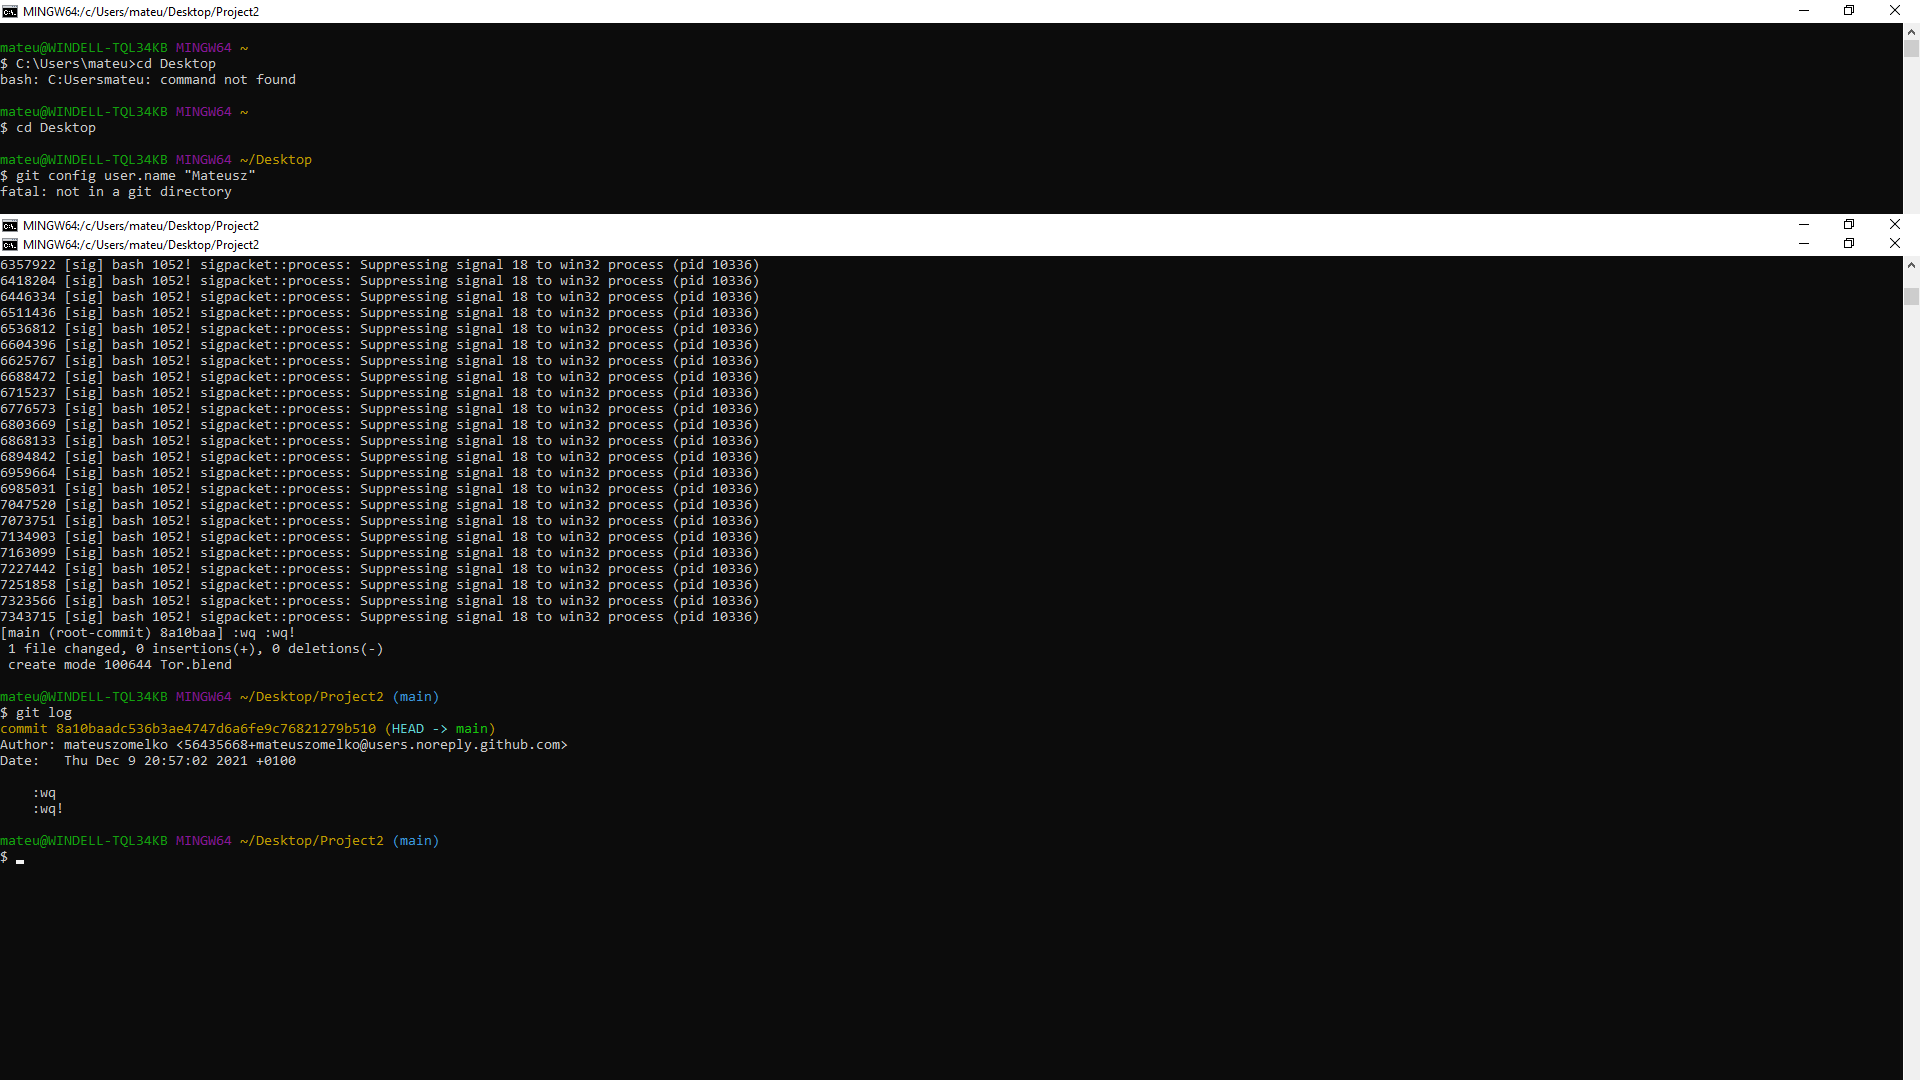 MINGW64:/c/Users/mateu/Desktop/Project2
mateu@WINDELL-TQL34KB MINGW64 ~
$ C:\Users\mateu>cd Desktop
bash: C:Usersmateu: command not found
mateu@WINDELL-TQL34KB MINGW64 ~
$ cd Desktop
mateu@WINDELL-TQL34KB MINGW64 ~/Desktop
$ git config user.name "Mateusz"
fatal: not in a git directory
MINGW64:/c/Users/mateu/Desktop/Project2
MINGW64:/c/Users/mateu/Desktop/Project2
6357922 [sig] bash 1052! sigpacket::process: Suppressing signal 18 to win32 process (pid 10336)
6418204 [sig] bash 1052! sigpacket::process: Suppressing signal 18 to win32 process (pid 10336)
6446334 [sig] bash 1052! sigpacket::process: Suppressing signal 18 to win32 process (pid 10336)
6511436 [sig] bash 1052! sigpacket::process: Suppressing signal 18 to win32 process (pid 10336)
6536812 [sig] bash 1052! sigpacket::process: Suppressing signal 18 to win32 process (pid 10336)
6604396 [sig] bash 1052! sigpacket::process: Suppressing signal 18 to win32 process (pid 10336)
6625767 [sig] bash 1052! sigpacket::process: Suppressing signal 18 to win32 process (pid 10336)
6688472 [sig] bash 1052! sigpacket::process: Suppressing signal 18 to win32 process (pid 10336)
6715237 [sig] bash 1052! sigpacket::process: Suppressing signal 18 to win32 process (pid 10336)
6776573 [sig] bash 1052! sigpacket::process: Suppressing signal 18 to win32 process (pid 10336)
6803669 [sig] bash 1052! sigpacket::process: Suppressing signal 18 to win32 process (pid 10336)
6868133 [sig] bash 1052! sigpacket::process: Suppressing signal 18 to win32 process (pid 10336)
6894842 [sig] bash 1052! sigpacket::process: Suppressing signal 18 to win32 process (pid 10336)
6959664 [sig] bash 1052! sigpacket::process: Suppressing signal 18 to win32 process (pid 10336)
6985031 [sig] bash 1052! sigpacket::process: Suppressing signal 18 to win32 process (pid 10336)
7047520 [sig] bash 1052! sigpacket::process: Suppressing signal 18 to win32 process (pid 10336)
7073751 [sig] bash 1052! sigpacket::process: Suppressing signal 18 to win32 process (pid 10336)
7134903 [sig] bash 1052! sigpacket::process: Suppressing signal 18 to win32 process (pid 10336)
7163099 [sig] bash 1052! sigpacket::process: Suppressing signal 18 to win32 process (pid 10336)
7227442 [sig] bash 1052! sigpacket::process: Suppressing signal 18 to win32 process (pid 10336)
7251858 [sig] bash 1052! sigpacket::process: Suppressing signal 18 to win32 process (pid 10336)
7323566 [sig] bash 1052! sigpacket::process: Suppressing signal 18 to win32 process (pid 10336)
7343715 [sig] bash 1052! sigpacket::process: Suppressing signal 18 to win32 process (pid 10336)
[main (root-commit) 8a10baa] :wq :wq!
1 file changed, 0 insertions(+), 0 deletions(-)
create mode 100644 Tor.blend
mateu@WINDELL-TQL34KB MINGW64 ~/Desktop/Project2 (main)
$ git log
commit 8a10baadc536b3ae4747d6a6fe9c76821279b510 (HEAD -> main)
Author: mateuszomelko <56435668+mateuszomelko@users.noreply.github.com>
Date:   Thu Dec 9 20:57:02 2021 +0100
:wq
:wq!
mateu@WINDELL-TQL34KB MINGW64 ~/Desktop/Project2 (main)
$